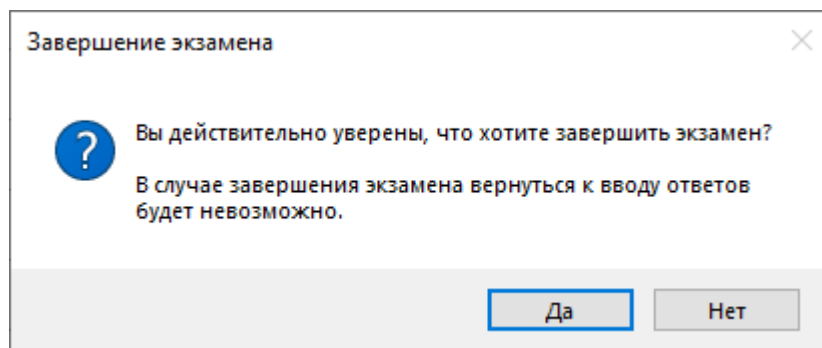 Завершение экзамена
Вы действительно уверены, что хотите завершить экзамен?
В случае завершения экзамена вернуться к вводу ответов
будет невозможно.
Да
Нет